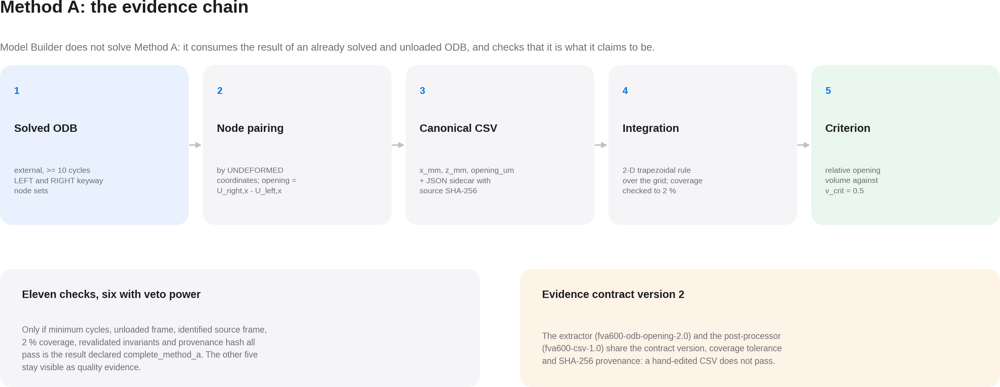 Method A: the evidence chain
Model Builder does not solve Method A: it consumes the result of an already solved and unloaded ODB, and checks that it is what it claims to be.
1
Solved ODB
external, >= 10 cycles
LEFT and RIGHT keyway
node sets
2
Node pairing
by UNDEFORMED
coordinates; opening =
U_right,x - U_left,x
3
Canonical CSV
x_mm, z_mm, opening_um
+ JSON sidecar with
source SHA-256
4
Integration
2-D trapezoidal rule
over the grid; coverage
checked to 2 %
5
Criterion
relative opening
volume against
v_crit = 0.5
Eleven checks, six with veto power
Only if minimum cycles, unloaded frame, identified source frame,
2 % coverage, revalidated invariants and provenance hash all
pass is the result declared complete_method_a. The other five
stay visible as quality evidence.
Evidence contract version 2
The extractor (fva600-odb-opening-2.0) and the post-processor
(fva600-csv-1.0) share the contract version, coverage tolerance
and SHA-256 provenance: a hand-edited CSV does not pass.